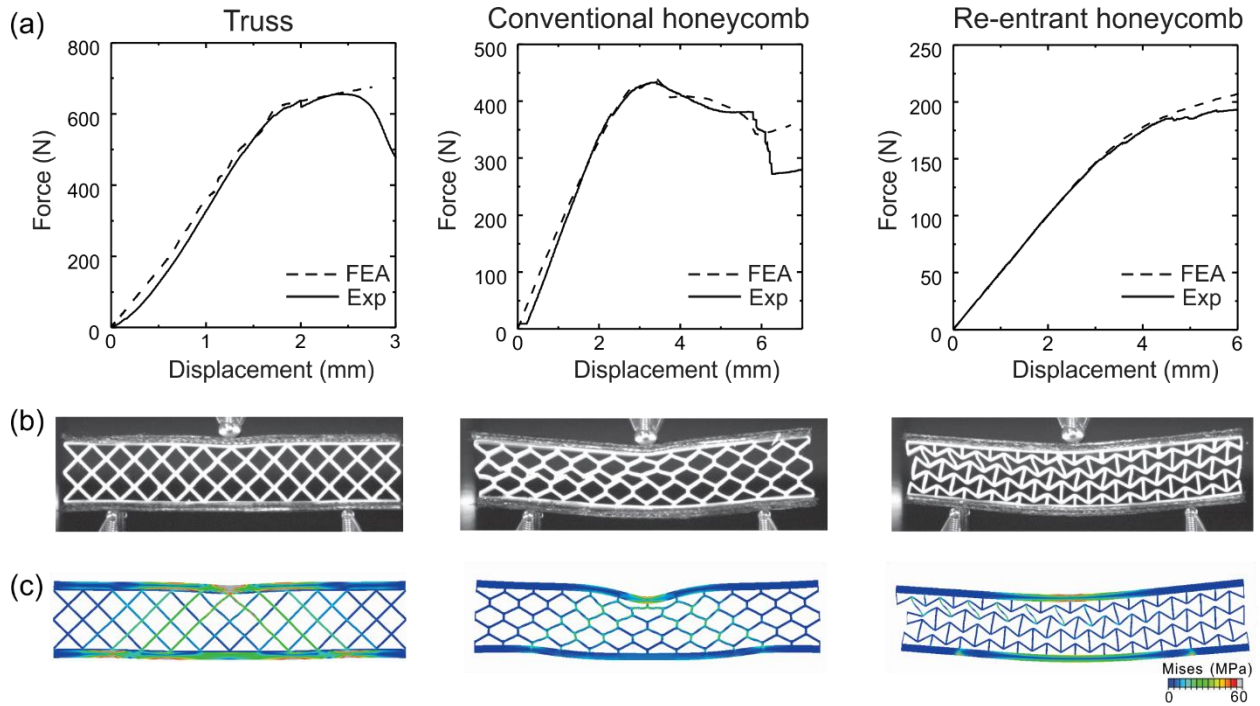 (a)
Truss
Conventional honeycomb
Re-entrant honeycomb
800
600
400
200
0
0 1 2 3
Force (N)
Displacement (mm)
FEA
Exp
500
400
300
200
100
0
0 2 4 6
Force (N)
Displacement (mm)
FEA
Exp
250
200
150
100
50
0
0 2 4 6
Force (N)
Displacement (mm)
FEA
Exp
(b)
(c)
Mises (MPa)
0 60